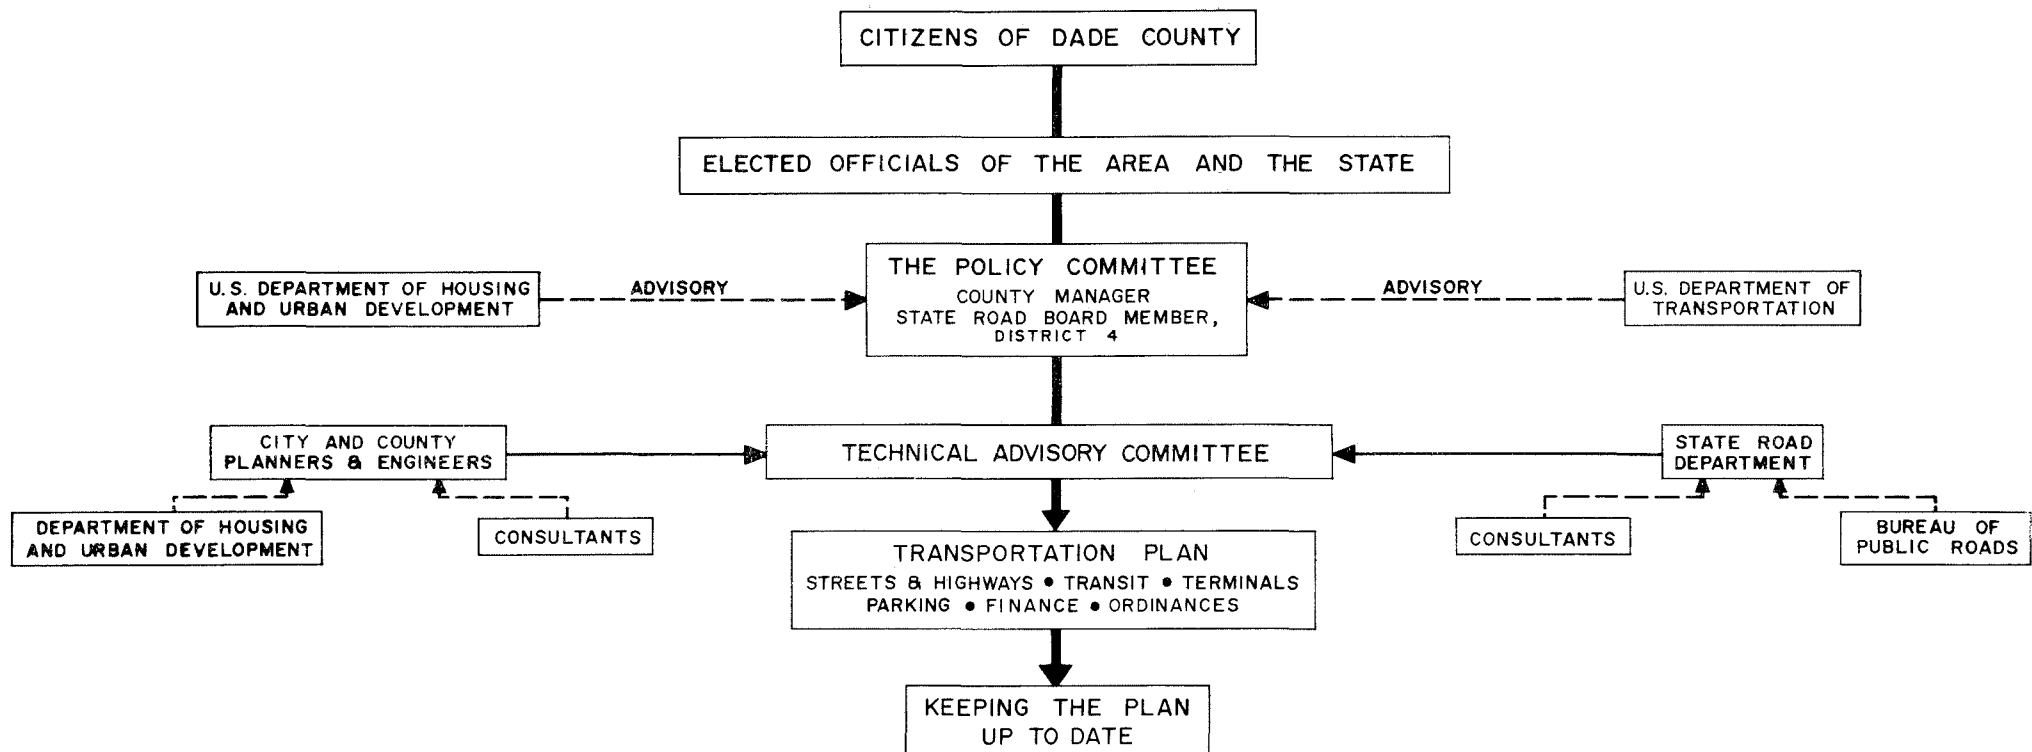 CITIZENS OF DADE COUNTY
ELECTED OFFICIALS OF THE AREA AND THE STATE
U.S. DEPARTMENT OF HOUSING
AND URBAN DEVELOPMENT
ADVISORY
THE POLICY COMMITTEE
COUNTY MANAGER
STATE ROAD BOARD MEMBER,
DISTRICT 4
ADVISORY
U.S. DEPARTMENT OF
TRANSPORTATION
CITY AND COUNTY
PLANNERS & ENGINEERS
TECHNICAL ADVISORY COMMITTEE
STATE ROAD
DEPARTMENT
DEPARTMENT OF HOUSING
AND URBAN DEVELOPMENT
CONSULTANTS
CONSULTANTS
BUREAU OF
PUBLIC ROADS
TRANSPORTATION PLAN
STREETS & HIGHWAYS • TRANSIT • TERMINALS
PARKING • FINANCE • ORDINANCES
KEEPING THE PLAN
UP TO DATE